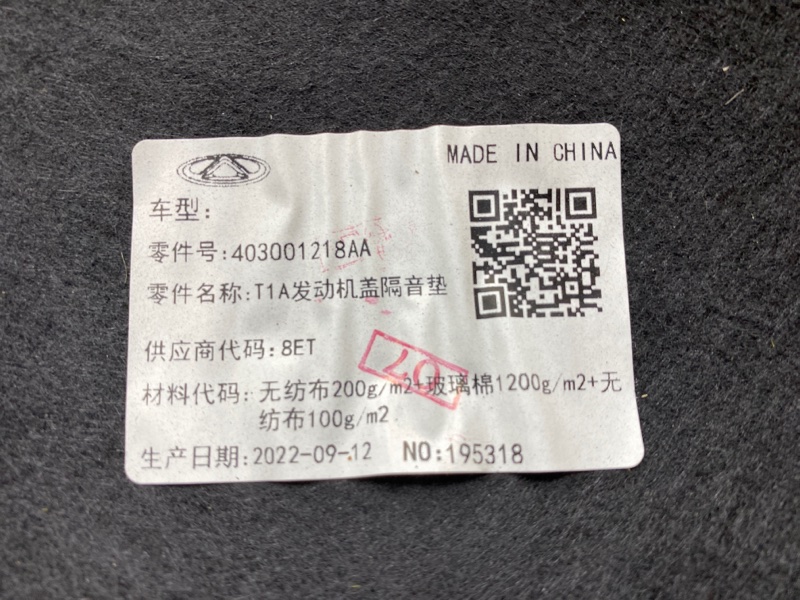 MADE IN CHINA
车型:
零件号:403001218AA
零件名称:T1A发动机盖隔音垫
供应商代码:8ET
材料代码:无纺布200g/m2+玻璃棉1200g/m2+无
纺布100g/m2
生产日期:2022-09-12 NO:195318